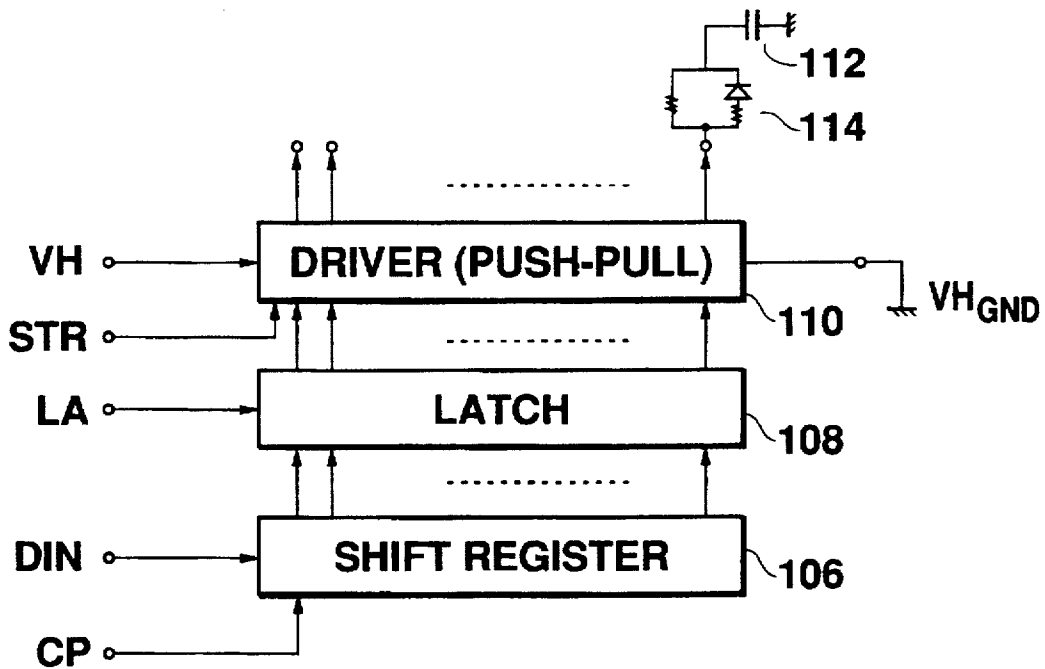 112
114
VH
DRIVER (PUSH-PULL)
VHGND
STR
110
LA
LATCH
108
DIN
SHIFT REGISTER
106
CP